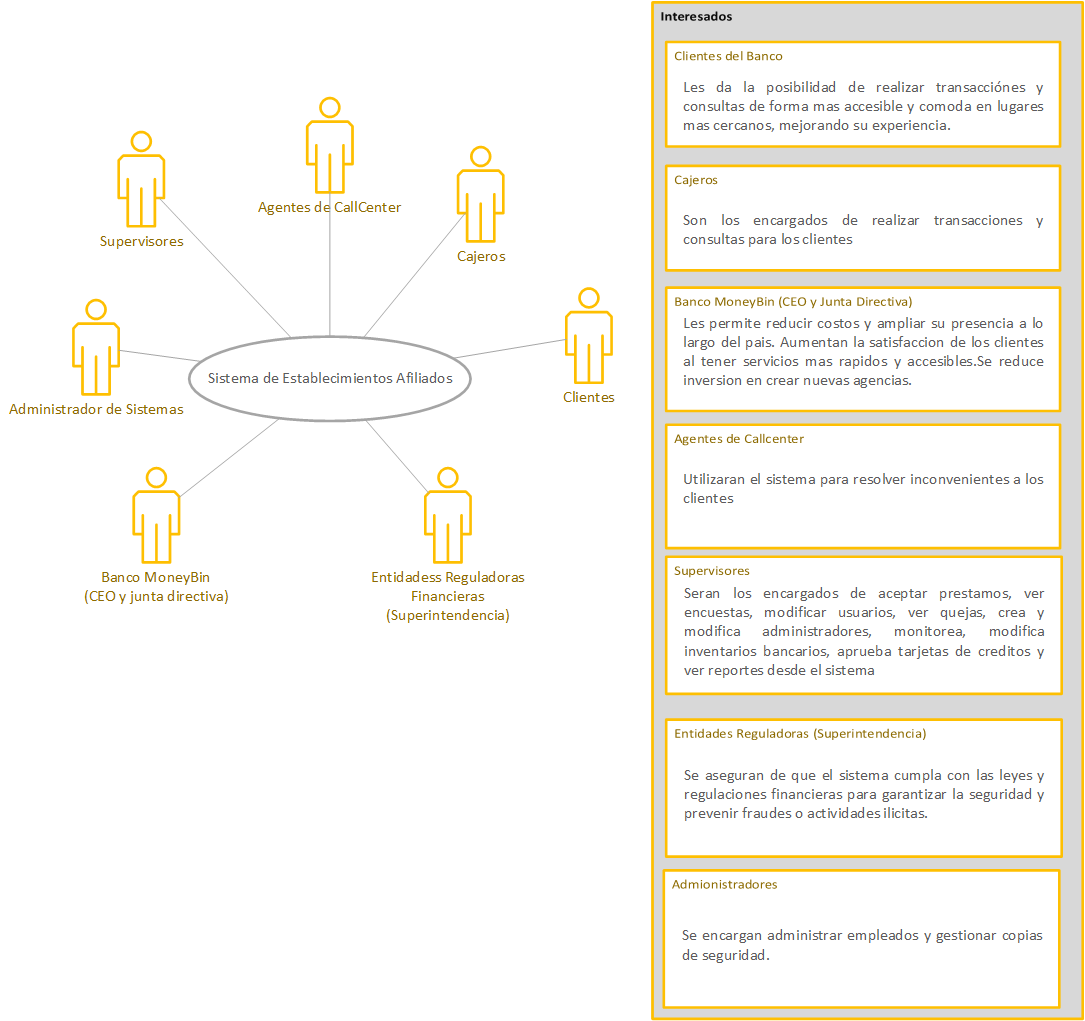 Agentes de CallCenter
Supervisores
Cajeros
Sistema de Establecimientos Afiliados
Clientes
Administrador de Sistemas
Banco MoneyBin
(CEO y junta directiva)
Entidadess Reguladoras
Financieras
(Superintendencia)
Interesados
Clientes del Banco
Les da la posibilidad de realizar transacciónes y
consultas de forma mas accesible y comoda en lugares
mas cercanos, mejorando su experiencia.
Cajeros
Son los encargados de realizar transacciones y
consultas para los clientes
Banco MoneyBin (CEO y Junta Directiva)
Les permite reducir costos y ampliar su presencia a lo
largo del pais. Aumentan la satisfaccion de los clientes
al tener servicios mas rapidos y accesibles.Se reduce
inversion en crear nuevas agencias.
Agentes de Callcenter
Utilizaran el sistema para resolver inconvenientes a los
clientes
Supervisores
Seran los encargados de aceptar prestamos, ver
encuestas, modificar usuarios, ver quejas, crea y
modifica administradores, monitorea, modifica
inventarios bancarios, aprueba tarjetas de creditos y
ver reportes desde el sistema
Entidades Reguladoras (Superintendencia)
Se aseguran de que el sistema cumpla con las leyes y
regulaciones financieras para garantizar la seguridad y
prevenir fraudes o actividades ilicitas.
Admionistradores
Se encargan administrar empleados y gestionar copias
de seguridad.